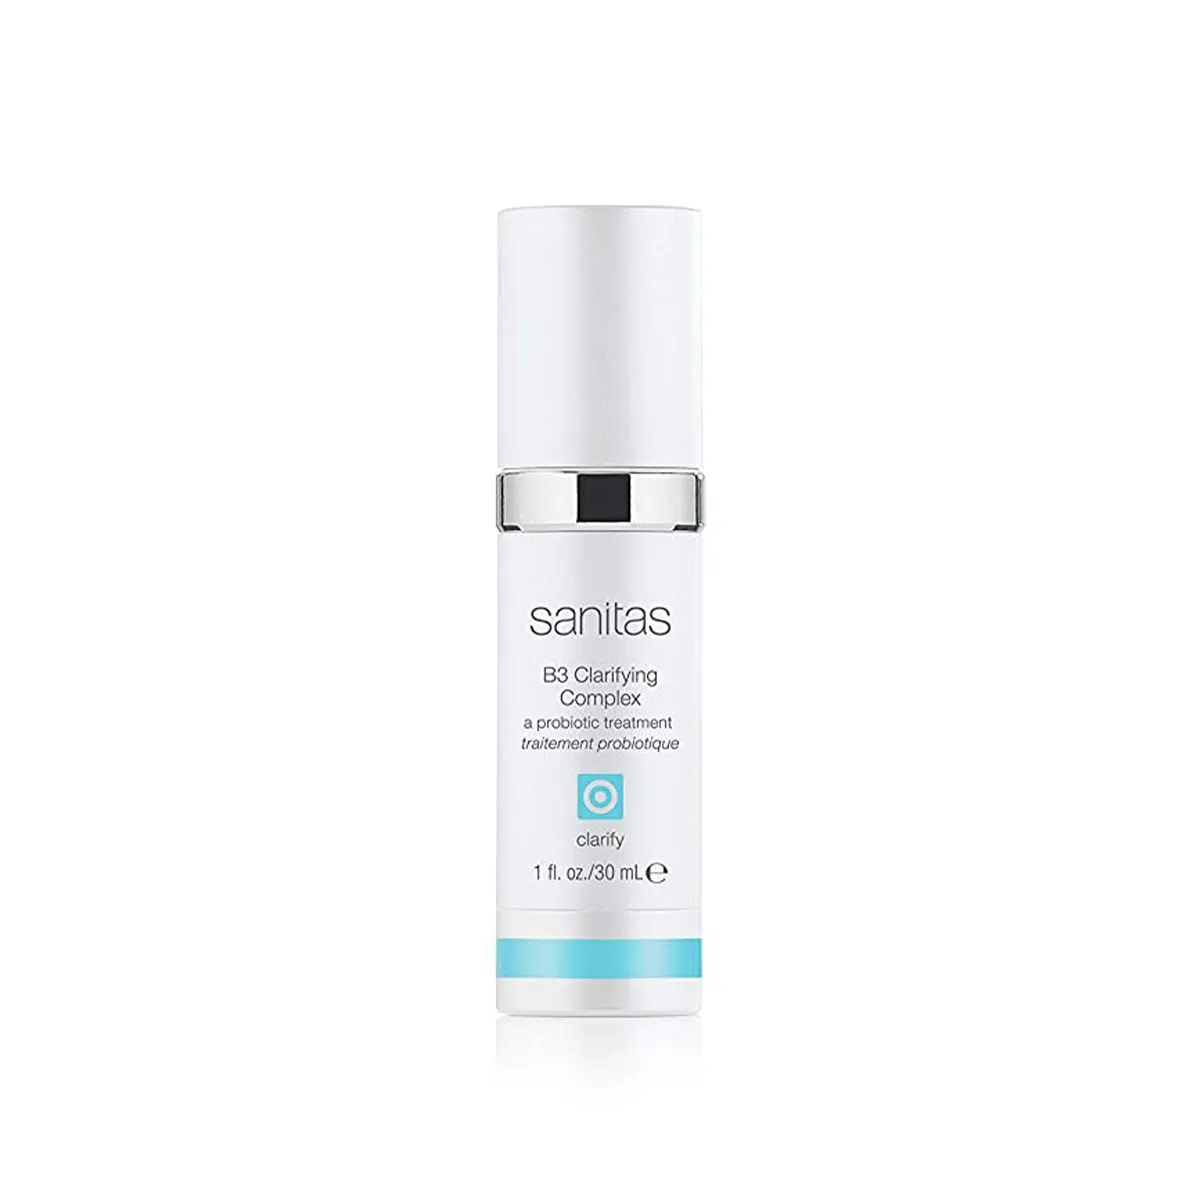 sanitas
B3 Clarifying
Complex
a probiotic treatment
traitement probiotique
clarify
1 fl. oz./30 mL ℮